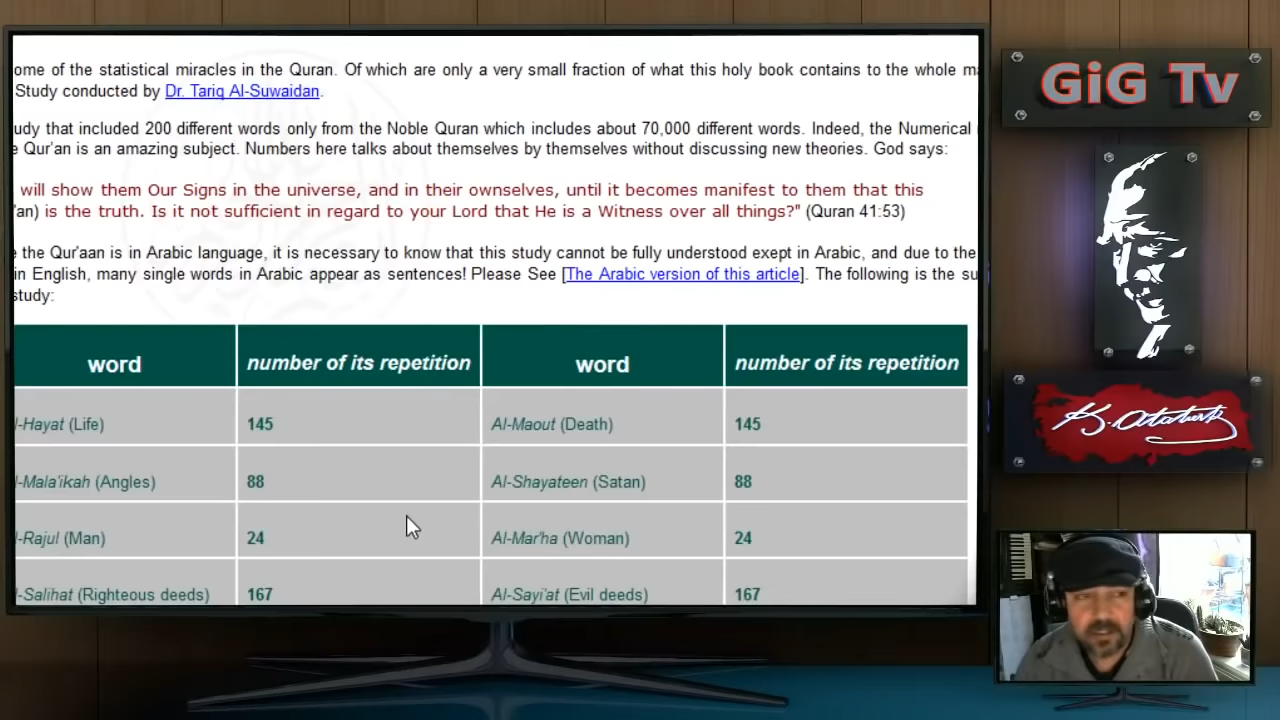 ome of the statistical miracles in the Quran. Of which are only a very small fraction of what this holy book contains to the whole ma
Study conducted by Dr. Tariq Al-Suwaidan.
udy that included 200 different words only from the Noble Quran which includes about 70,000 different words. Indeed, the Numerical
e Qur'an is an amazing subject. Numbers here talks about themselves by themselves without discussing new theories. God says:
will show them Our Signs in the universe, and in their ownselves, until it becomes manifest to them that this
'an) is the truth. Is it not sufficient in regard to your Lord that He is a Witness over all things?" (Quran 41:53)
e the Qur'aan is in Arabic language, it is necessary to know that this study cannot be fully understood exept in Arabic, and due to the
in English, many single words in Arabic appear as sentences! Please See [The Arabic version of this article]. The following is the su
study:
word number of its repetition word number of its repetition
l-Hayat (Life) 145 Al-Maout (Death) 145
-Mala'ikah (Angles) 88 Al-Shayateen (Satan) 88
l-Rajul (Man) 24 Al-Mar'ha (Woman) 24
-Salihat (Righteous deeds) 167 Al-Sayi'at (Evil deeds) 167
GiG Tv
K. Atatürk